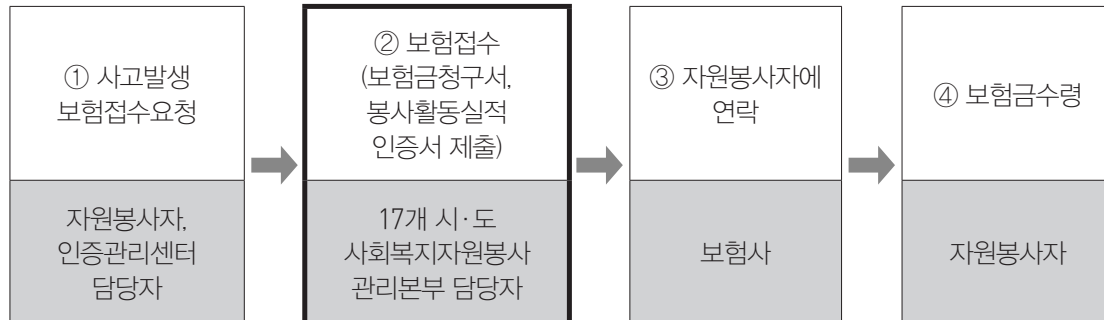 ① 사고발생
보험접수요청
자원봉사자,
인증관리센터
담당자
② 보험접수
(보험금청구서,
봉사활동실적
인증서 제출)
17개 시·도
사회복지자원봉사
관리본부 담당자
③ 자원봉사자에
연락
보험사
④ 보험금수령
자원봉사자